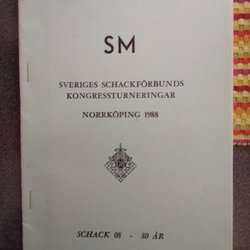 SM
SVERIGES SCHACKFÖRBUNDS
KONGRESSTURNERINGAR
NORRKÖPING 1988
SCHACK 08 - 80 ÅR